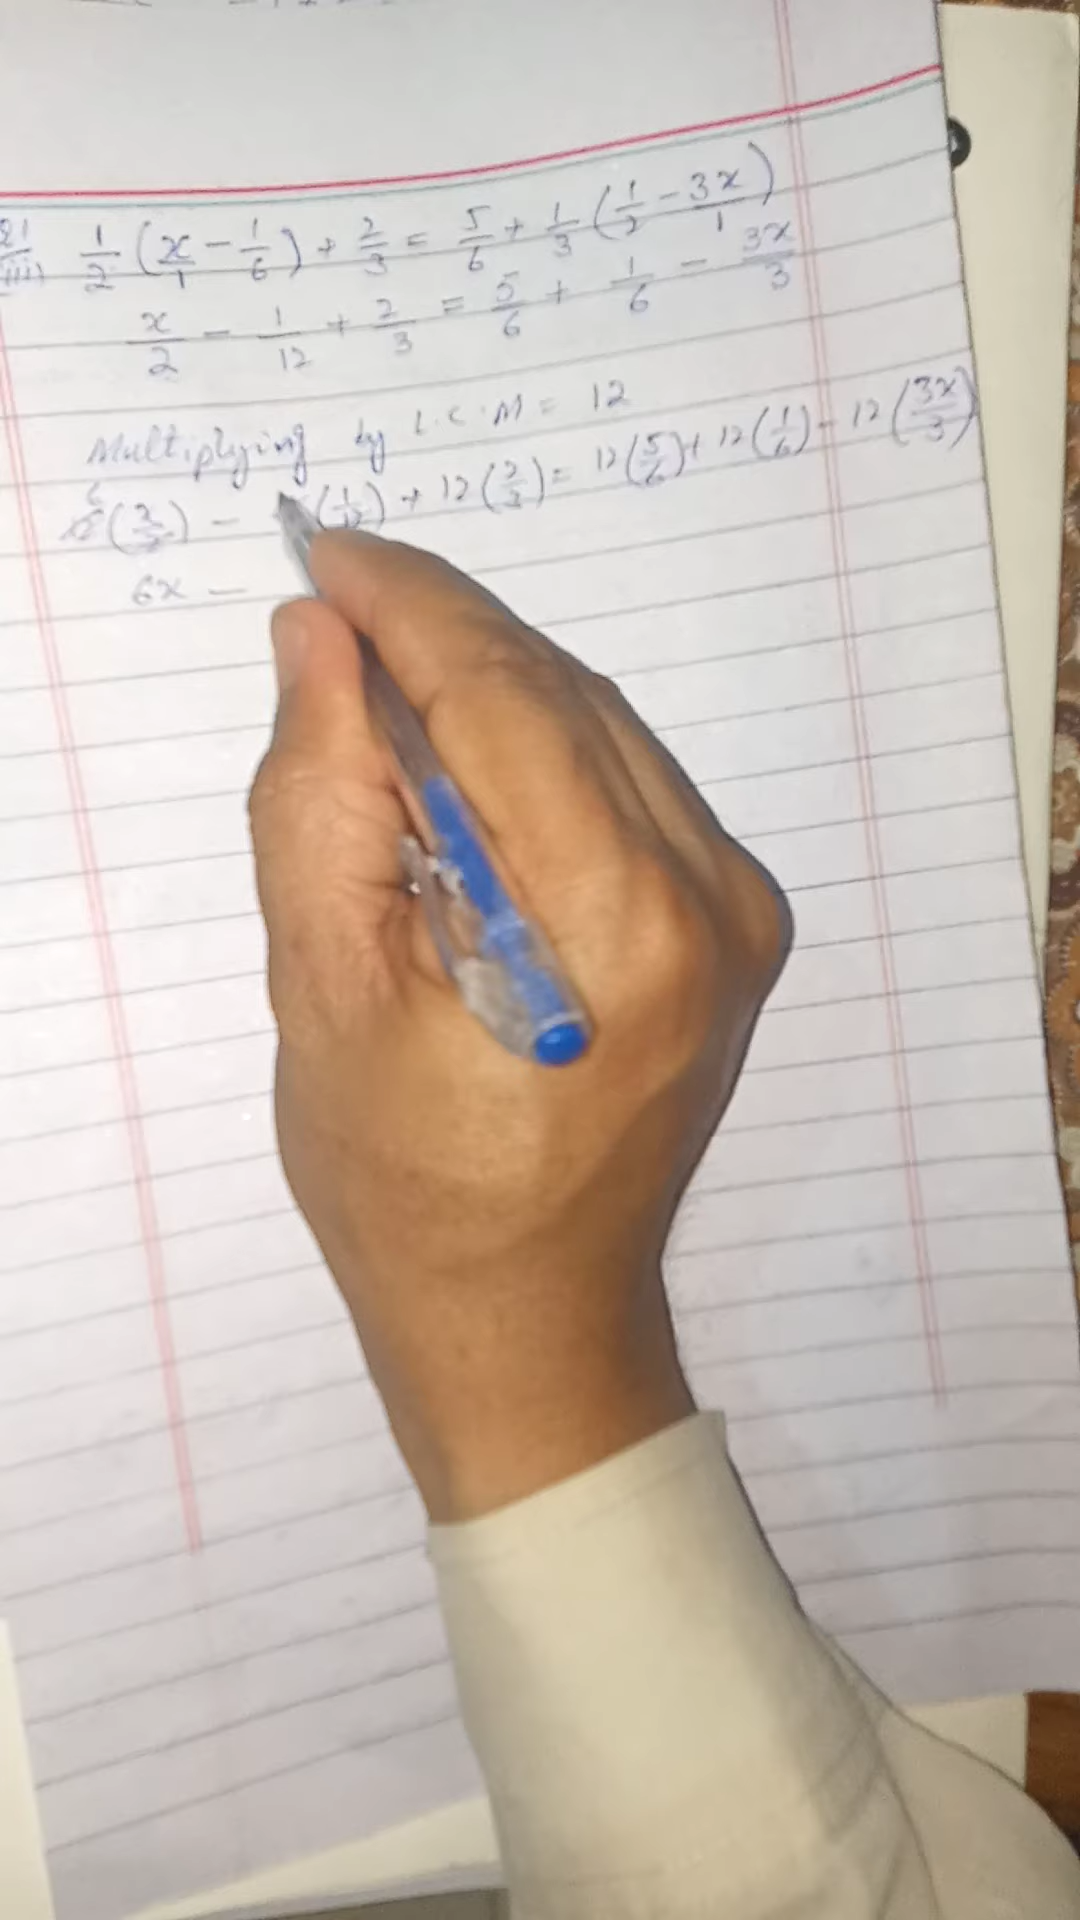 Q1 (iii) 1/2 (x/1 - 1/6) + 2/3 = 5/6 + 1/3 (1/2 - 3x/1)
x/2 - 1/12 + 2/3 = 5/6 + 1/6 - 3x/3
Multiplying by L.C.M = 12
6 12(x/2) - (1/12) + 12(2/3) = 12(5/6) + 12(1/6) - 12(3x/3)
6x -